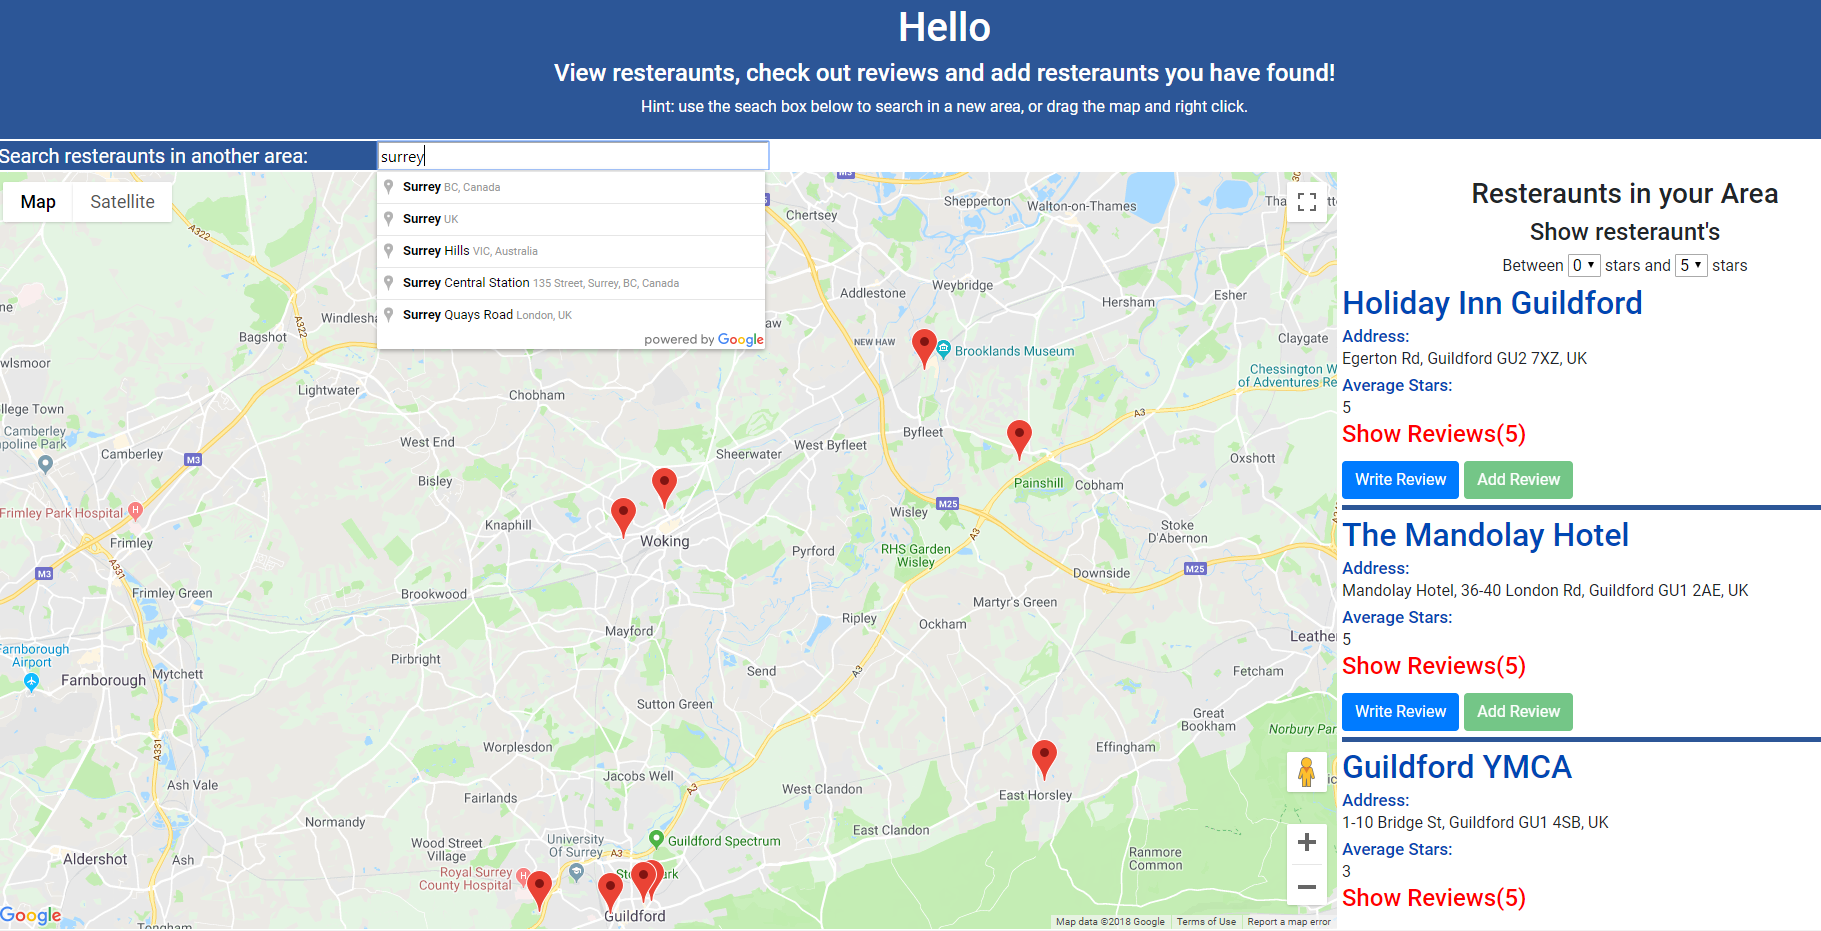 Hello
View resteraunts, check out reviews and add resteraunts you have found!
Hint: use the seach box below to search in a new area, or drag the map and right click.
Search resteraunts in another area:
surrey
Surrey BC, Canada
Surrey UK
Surrey Hills VIC, Australia
Surrey Central Station 135 Street, Surrey, BC, Canada
Surrey Quays Road London, UK
powered by Google
Map
Satellite
M3
Chertsey
Shepperton
Walton-on-Thames
A322
Addlestone
Weybridge
Hersham
Esher
Windlesh
A322
Bagshot
NEW HAW
Brooklands Museum
Claygate
Chessington W
of Adventures Re
Lightwater
Chobham
llege Town
Camberley
Camberley
M3
West End
Sheerwater
West Byfleet
Byfleet
A3
Oxshott
Bisley
Painshill
Cobham
Frimley Park Hospital
H
Frimley
Knaphill
Woking
Wisley
M25
A3
Stoke
D'Abernon
Pyrford
RHS Garden
Wisley
M3
A331
Frimley Green
Brookwood
Downside
M25
Martyr's Green
Mayford
Ripley
Ockham
Farnborough
Airport
Farnborough
Mytchett
Pirbright
Send
A3
Fetcham
Sutton Green
Great
Bookham
Norbury
A331
Worplesdon
Effingham
Jacobs Well
Ash Vale
Fairlands
A3
West Clandon
East Horsley
Normandy
East Clandon
Wood Street
Village
University
Of Surrey
A3
Guildford Spectrum
Ranmore
Common
Aldershot
Ash
Royal Surrey
County Hospital
H
Guildford
Google
Tongham
Map data ©2018 Google
Terms of Use
Report a map error
Resteraunts in your Area
Show resteraunt's
Between 0 stars and 5 stars
Holiday Inn Guildford
Address:
Egerton Rd, Guildford GU2 7XZ, UK
Average Stars:
5
Show Reviews(5)
Write Review
Add Review
The Mandolay Hotel
Address:
Mandolay Hotel, 36-40 London Rd, Guildford GU1 2AE, UK
Average Stars:
5
Show Reviews(5)
Write Review
Add Review
Guildford YMCA
Address:
1-10 Bridge St, Guildford GU1 4SB, UK
Average Stars:
3
Show Reviews(5)